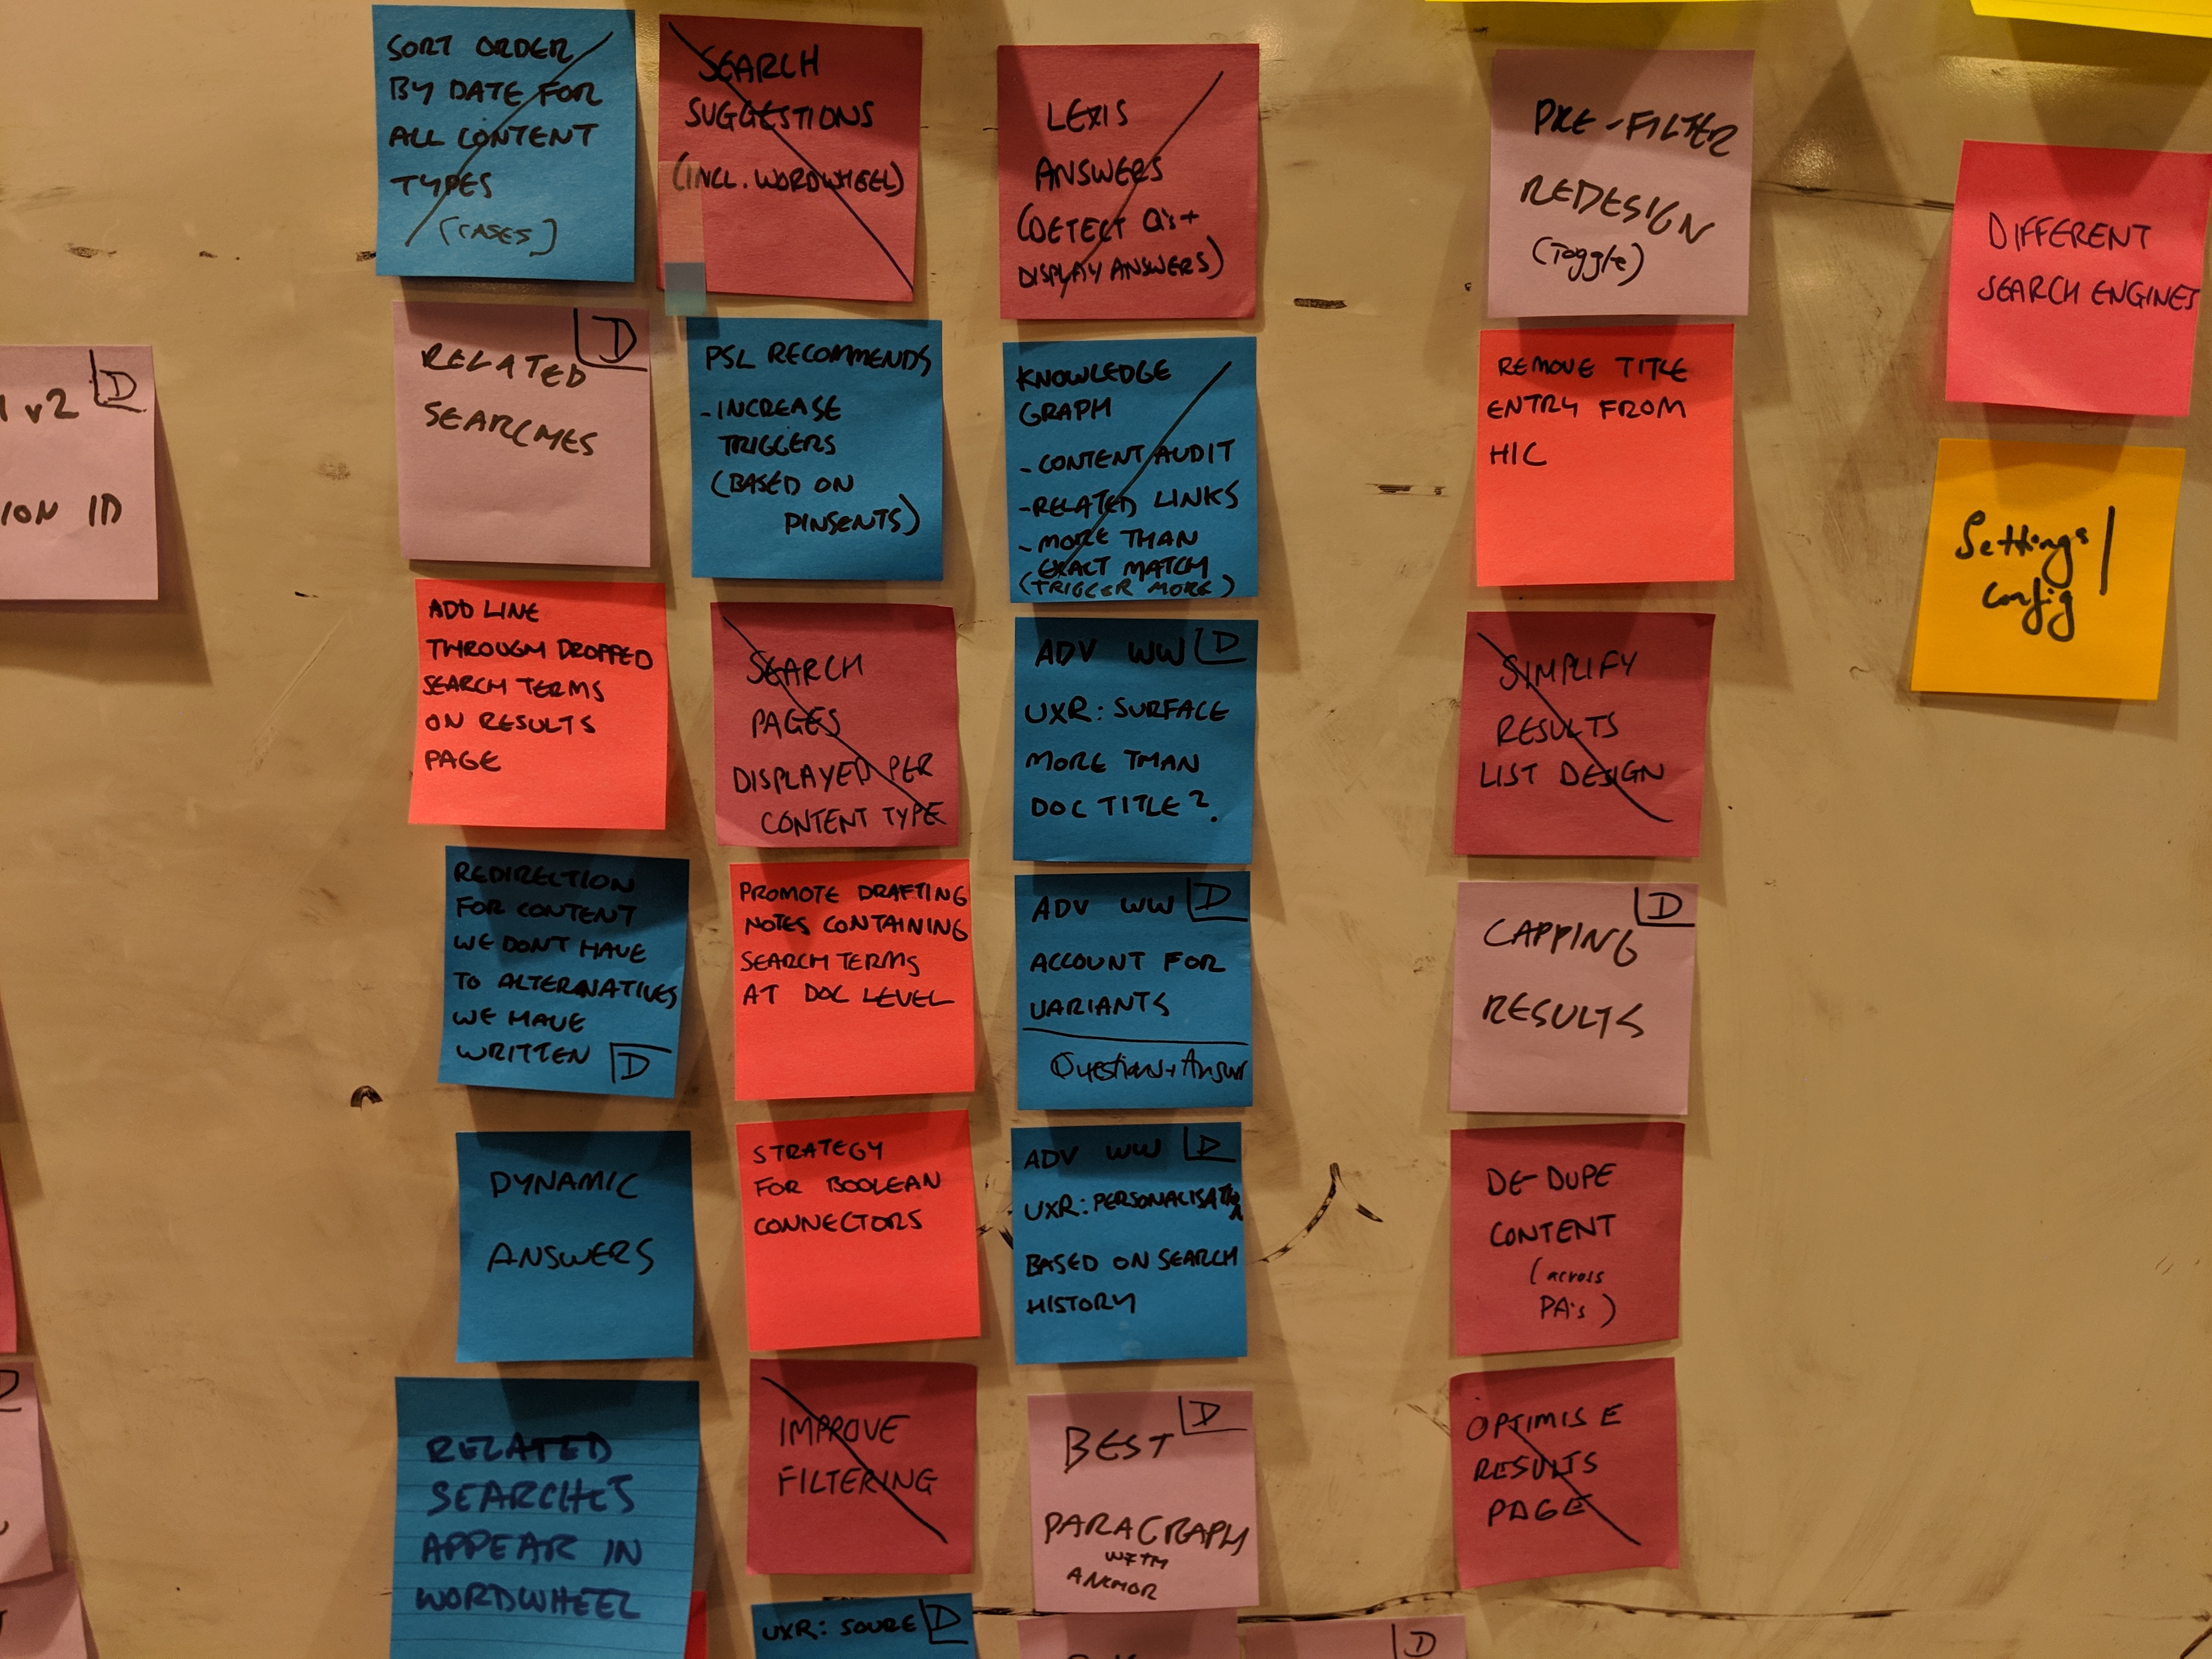 SORT ORDER
BY DATE FOR
ALL CONTENT
TYPES
(CASES)
SEARCH
SUGGESTIONS
(INCL. WORDWHEEL)
LEXIS
ANSWERS
(DETECT Q's +
DISPLAY ANSWERS)
PRE-FILTER
REDESIGN
(Toggle)
DIFFERENT
SEARCH ENGINES
v2 D
ION ID
RELATED D
SEARCHES
PSL RECOMMENDS
- INCREASE
TRIGGERS
(BASED ON
PINSENTS)
KNOWLEDGE
GRAPH
- CONTENT AUDIT
- RELATED LINKS
- MORE THAN
EXACT MATCH
(TRIGGER MORE)
REMOVE TITLE
ENTRY FROM
HIC
Settings/
Config
ADD LINE
THROUGH DROPPED
SEARCH TERMS
ON RESULTS
PAGE
SEARCH
PAGES
DISPLAYED PER
CONTENT TYPE
ADV WW D
UXR: SURFACE
MORE THAN
DOC TITLE?
SIMPLIFY
RESULTS
LIST DESIGN
REDIRECTION
FOR CONTENT
WE DONT HAVE
TO ALTERNATIVES
WE HAVE
WRITTEN D
PROMOTE DRAFTING
NOTES CONTAINING
SEARCH TERMS
AT DOC LEVEL
ADV WW D
ACCOUNT FOR
VARIANTS
Question + Answer
CAPPING D
RESULTS
DYNAMIC
ANSWERS
STRATEGY
FOR BOOLEAN
CONNECTORS
ADV WW D
UXR: PERSONALISATION
BASED ON SEARCH
HISTORY
DE-DUPE
CONTENT
(across
PA's)
RELATED
SEARCHES
APPEAR IN
WORDWHEEL
IMPROVE
FILTERING
BEST D
PARAGRAPH
WITH
ANCHOR
OPTIMISE
RESULTS
PAGE
UXR: SOURE D
D